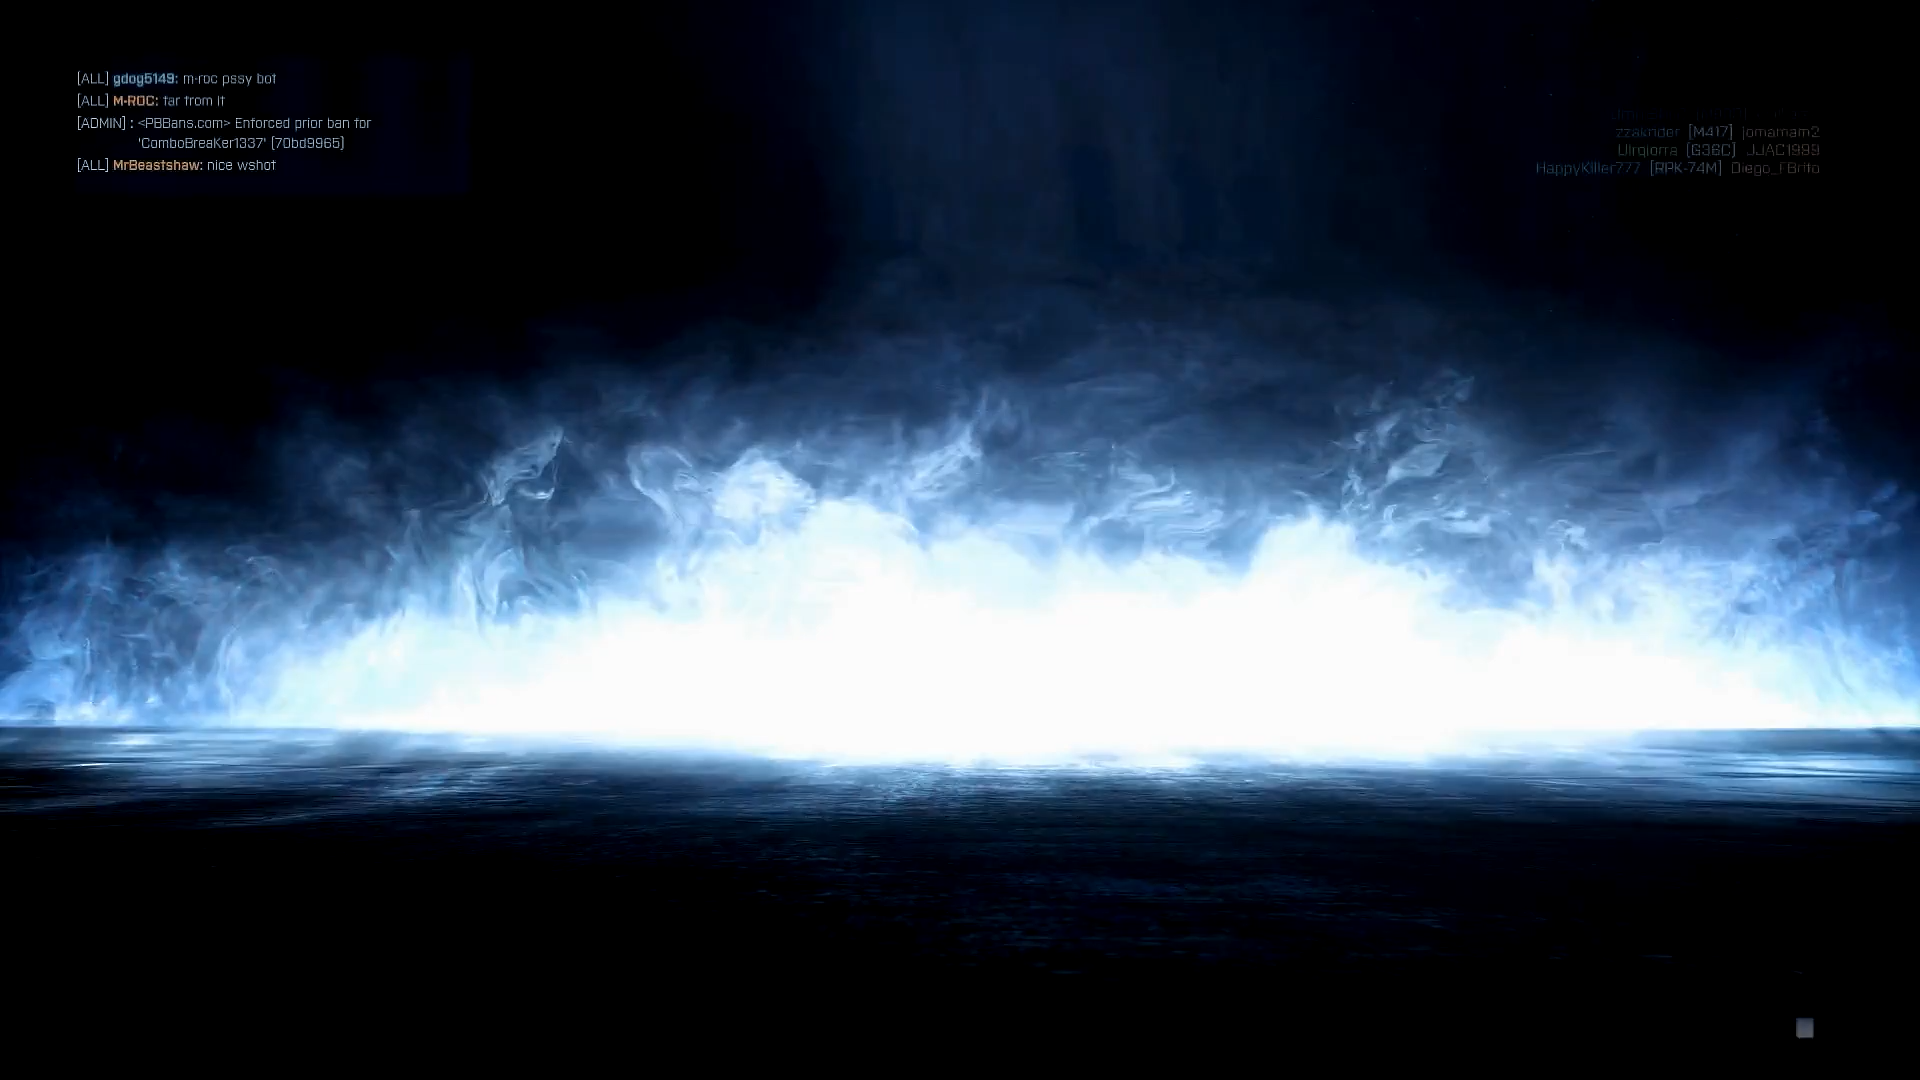 [ALL] gdog5149: m-roc pssy bot
[ALL] M-ROC: far from it
[ADMIN] : <PBBans.com> Enforced prior ban for
'ComboBreaKer1337' (70bd9965)
[ALL] MrBeastshaw: nice wshot
zzakrider [M417] jomamam2
Ulrqiorra [G36C] JJAC1999
HappyKiller777 [RPK-74M] Diego_FBrito